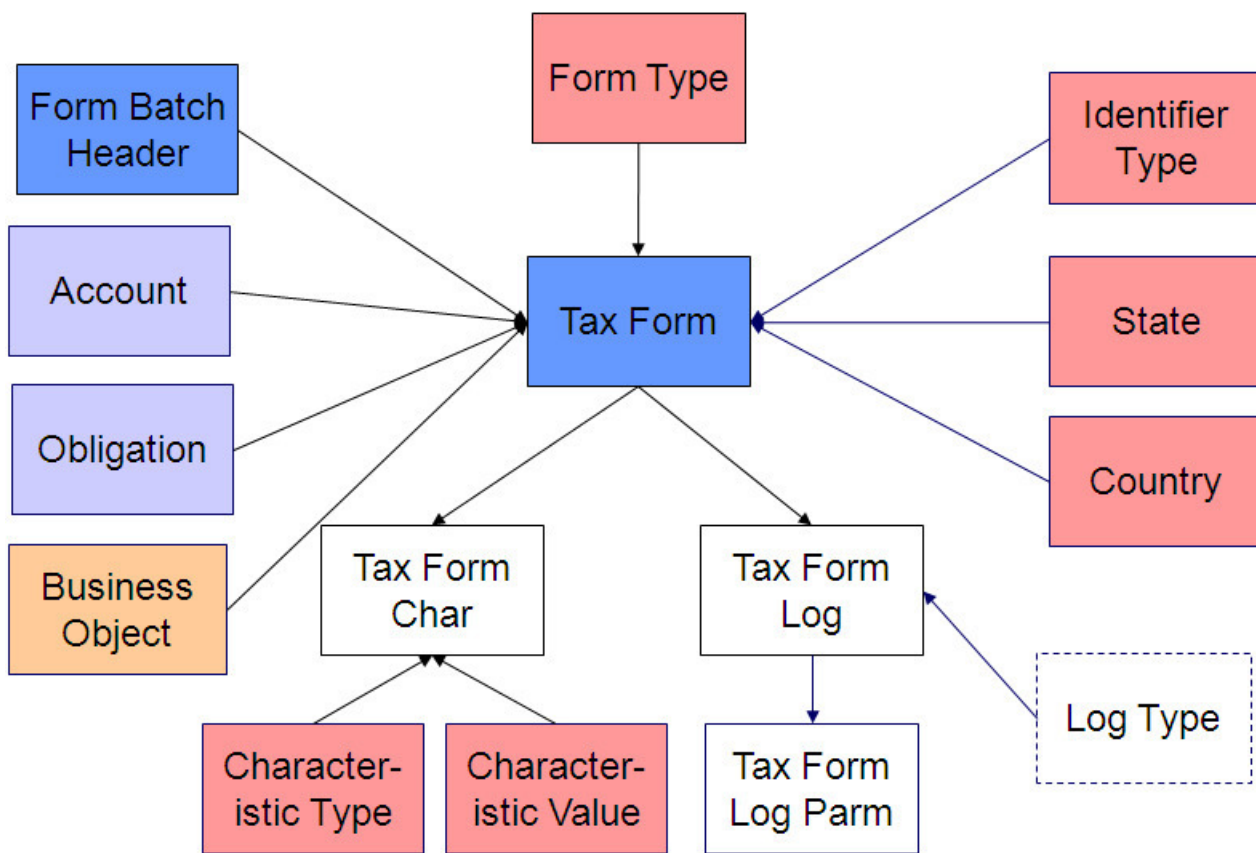 Form Type
Form Batch
Header
Identifier
Type
Account
Tax Form
State
Obligation
Country
Business
Object
Tax Form
Char
Tax Form
Log
Log Type
Character-
istic Type
Character-
istic Value
Tax Form
Log Parm